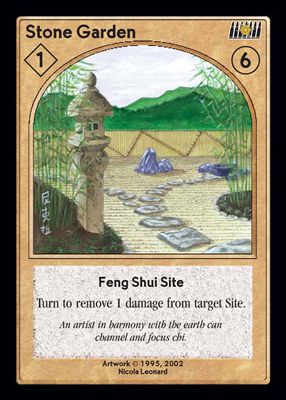 Stone Garden
1
6
Feng Shui Site
Turn to remove 1 damage from target Site.
An artist in harmony with the earth can
channel and focus chi.
Artwork © 1995, 2002
Nicola Leonard